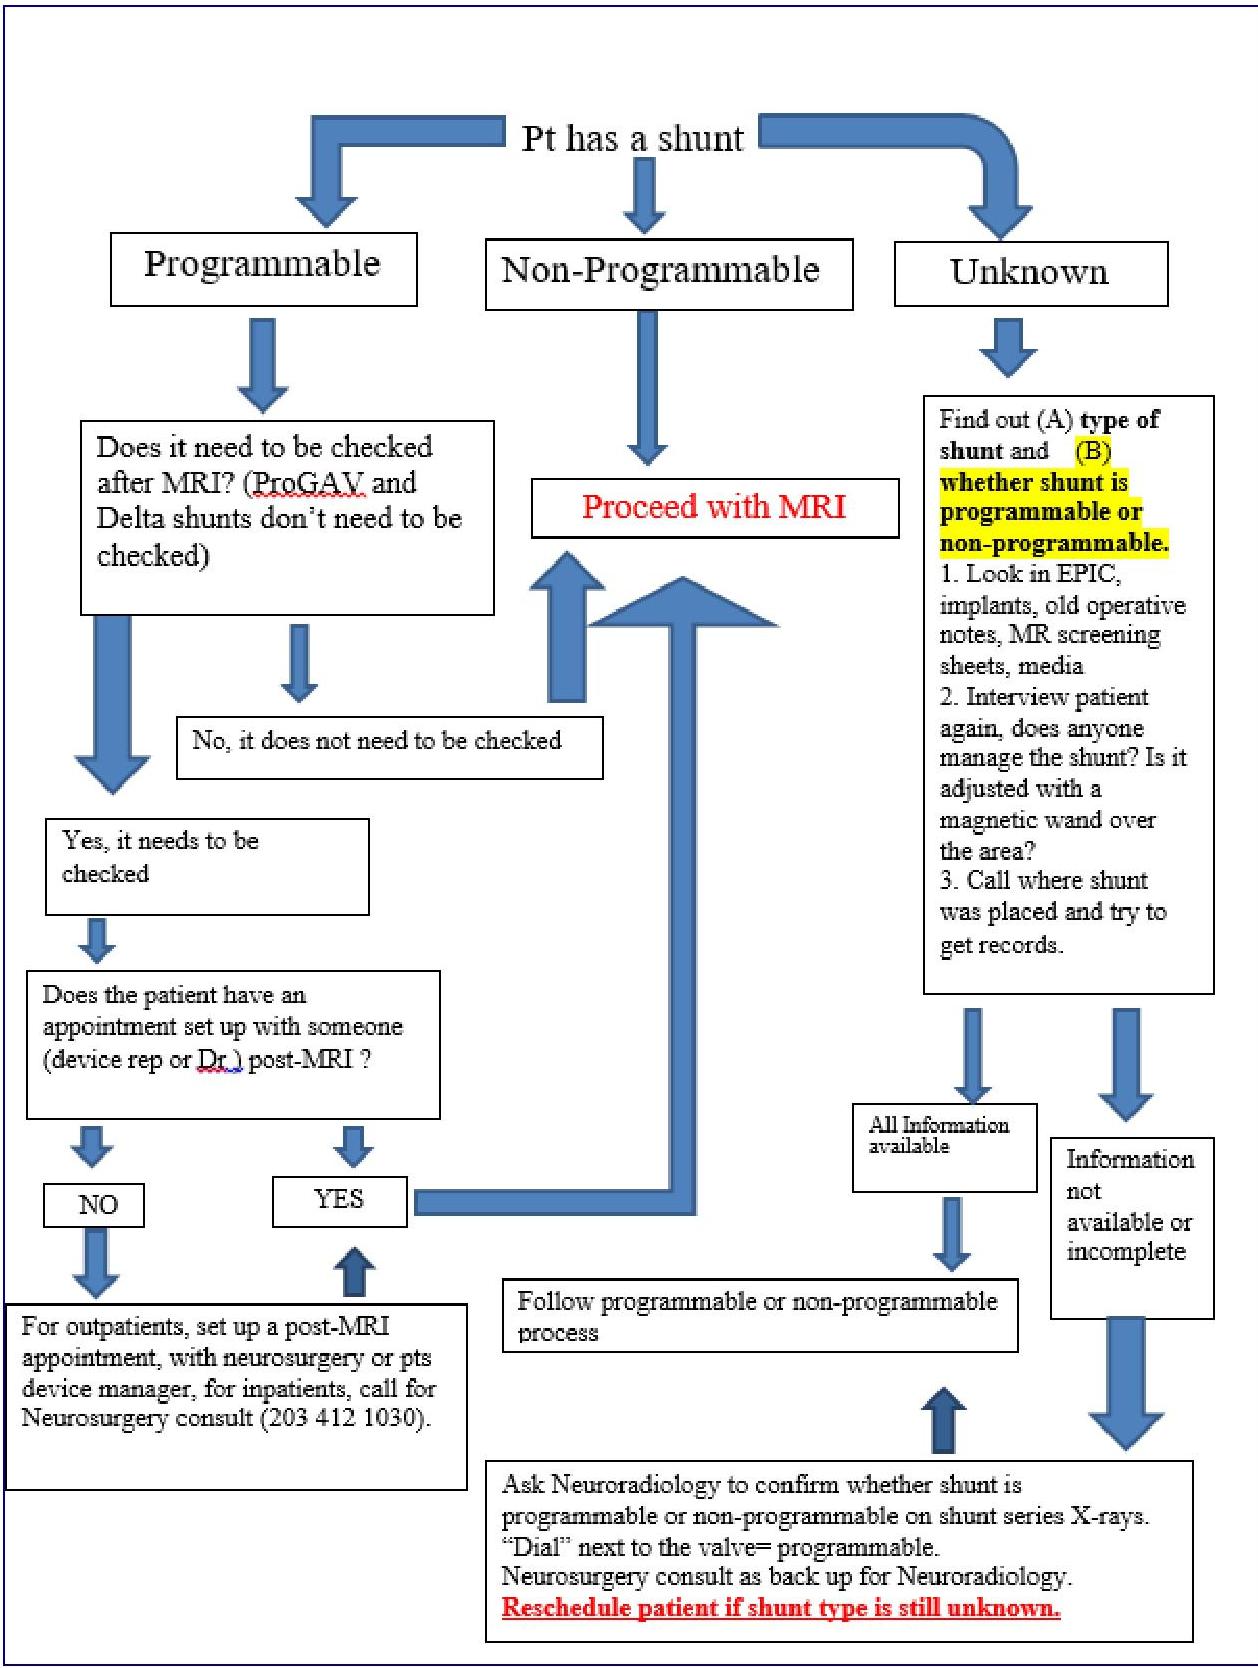 Pt has a shunt
Programmable
Non-Programmable
Unknown
Does it need to be checked
after MRI? (ProGAV and
Delta shunts don't need to be
checked)
Proceed with MRI
Find out (A) type of
shunt and (B)
whether shunt is
programmable or
non-programmable.
1. Look in EPIC,
implants, old operative
notes, MR screening
sheets, media
2. Interview patient
again, does anyone
manage the shunt? Is it
adjusted with a
magnetic wand over
the area?
3. Call where shunt
was placed and try to
get records.
No, it does not need to be checked
Yes, it needs to be
checked
Does the patient have an
appointment set up with someone
(device rep or Dr.) post-MRI ?
NO
YES
All Information
available
Information
not
available or
incomplete
For outpatients, set up a post-MRI
appointment, with neurosurgery or pts
device manager, for inpatients, call for
Neurosurgery consult (203 412 1030).
Follow programmable or non-programmable
process
Ask Neuroradiology to confirm whether shunt is
programmable or non-programmable on shunt series X-rays.
“Dial” next to the valve= programmable.
Neurosurgery consult as back up for Neuroradiology.
Reschedule patient if shunt type is still unknown.